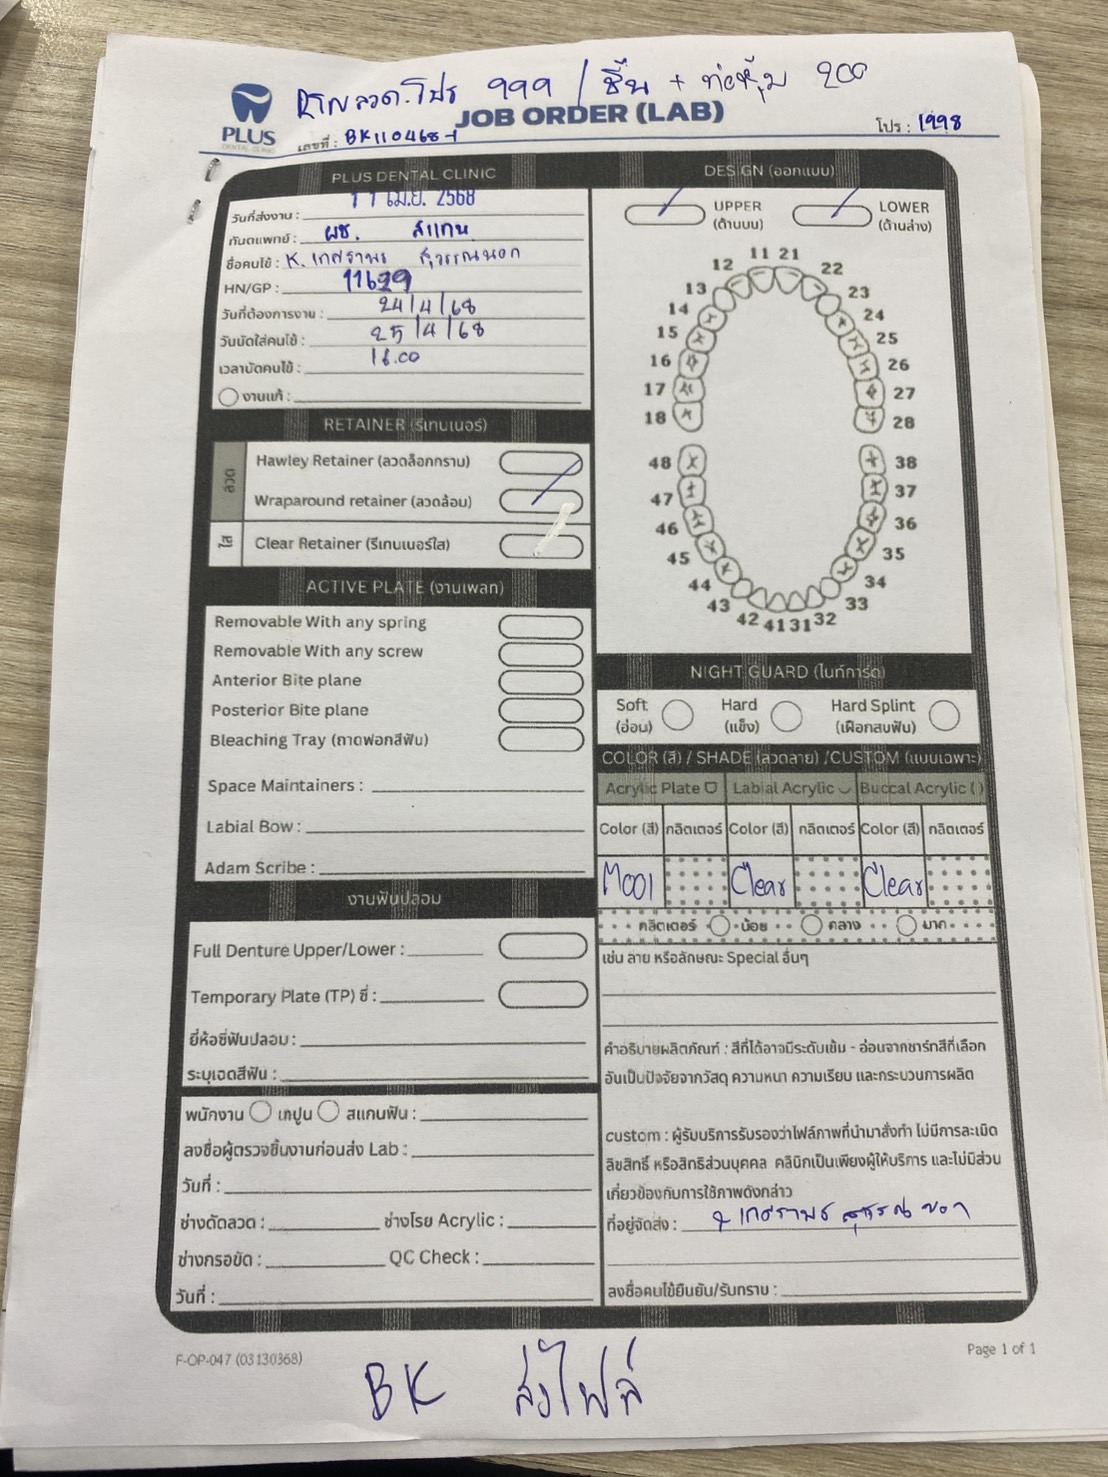 ลวด.โปร 999 / ชิ้น + ท่อหุ้ม 200
PLUS
DENTAL CLINIC
JOB ORDER (LAB)
เลขที่ : BK110468-1
โปร : 1998
PLUS DENTAL CLINIC
วันที่ส่งงาน : 11 เม.ย. 2568
ทันตแพทย์ : ผช. สแกน
ชื่อคนไข้ : K. เกศราพร สุวรรณนอก
HN/GP : 11629
วันที่ต้องการงาน : 24/4/68
วันนัดใส่คนไข้ : 25/4/68
เวลานัดคนไข้ : 16.00
งานแก้ :
RETAINER (รีเทนเนอร์)
ลวด
Hawley Retainer (ลวดล็อกกราม)
Wraparound retainer (ลวดล้อม)
ใส
Clear Retainer (รีเทนเนอร์ใส)
ACTIVE PLATE (งานเพลท)
Removable With any spring
Removable With any screw
Anterior Bite plane
Posterior Bite plane
Bleaching Tray (ถาดฟอกสีฟัน)
Space Maintainers :
Labial Bow :
Adam Scribe :
งานฟันปลอม
Full Denture Upper/Lower :
Temporary Plate (TP) ซี่ :
ยี่ห้อซี่ฟันปลอม :
ระบุเฉดสีฟัน :
พนักงาน เทปูน สแกนฟัน :
ลงชื่อผู้ตรวจชิ้นงานก่อนส่ง Lab :
วันที่ :
ช่างดัดลวด : ช่างโรย Acrylic :
ช่างกรอขัด : QC Check :
วันที่ :
DESIGN (ออกแบบ)
UPPER LOWER
(ด้านบน) (ด้านล่าง)
11 21
12 22
13 23
14 24
15 25
16 26
17 27
18 28
48 38
47 37
46 36
45 35
44 34
43 33
42 41 31 32
NIGHT GUARD (ไนท์การ์ด)
Soft Hard Hard Splint
(อ่อน) (แข็ง) (เฝือกสบฟัน)
COLOR (สี) / SHADE (ลวดลาย) /CUSTOM (แบบเฉพาะ)
Acrylic Plate Labial Acrylic Buccal Acrylic ( )
Color (สี) กลิตเตอร์ Color (สี) กลิตเตอร์ Color (สี) กลิตเตอร์
M001 Clear Clear
กลิตเตอร์ น้อย กลาง มาก
เช่น ลาย หรือลักษณะ Special อื่นๆ
คำอธิบายผลิตภัณฑ์ : สีที่ได้อาจมีระดับเข้ม - อ่อนจากชาร์ทสีที่เลือก
อันเป็นปัจจัยจากวัสดุ ความหนา ความเรียบ และกระบวนการผลิต
custom : ผู้รับบริการรับรองว่าไฟล์ภาพที่นำมาสั่งทำ ไม่มีการละเมิด
ลิขสิทธิ์ หรือสิทธิส่วนบุคคล คลินิกเป็นเพียงผู้ให้บริการ และไม่มีส่วน
เกี่ยวข้องกับการใช้ภาพดังกล่าว
ที่อยู่จัดส่ง : เกศราพร สุวรรณนอก
ลงชื่อคนไข้ยืนยัน/รับทราบ :
F-OP-047 (03130368)
Page 1 of 1
BK ส่งไฟล์